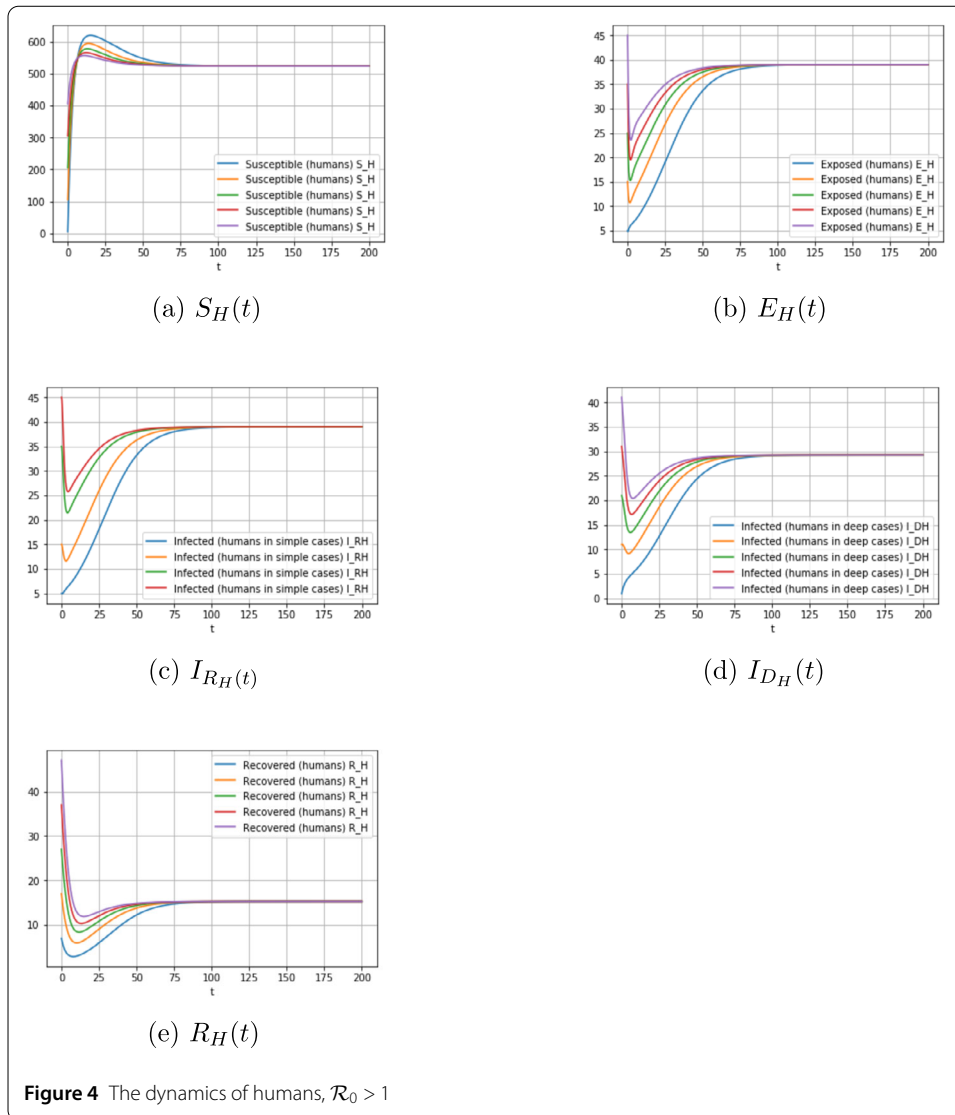 600
500
400
300
200
100
0
Susceptible (humans) S_H
Susceptible (humans) S_H
Susceptible (humans) S_H
Susceptible (humans) S_H
Susceptible (humans) S_H
0 25 50 75 100 125 150 175 200
t
(a) S_H(t)
45
40
35
30
25
20
15
10
5
Exposed (humans) E_H
Exposed (humans) E_H
Exposed (humans) E_H
Exposed (humans) E_H
Exposed (humans) E_H
0 25 50 75 100 125 150 175 200
t
(b) E_H(t)
45
40
35
30
25
20
15
10
5
Infected (humans in simple cases) I_RH
Infected (humans in simple cases) I_RH
Infected (humans in simple cases) I_RH
Infected (humans in simple cases) I_RH
0 25 50 75 100 125 150 175 200
t
(c) I_{R_H(t)}
40
35
30
25
20
15
10
5
0
Infected (humans in deep cases) I_DH
Infected (humans in deep cases) I_DH
Infected (humans in deep cases) I_DH
Infected (humans in deep cases) I_DH
Infected (humans in deep cases) I_DH
0 25 50 75 100 125 150 175 200
t
(d) I_{D_H}(t)
40
30
20
10
Recovered (humans) R_H
Recovered (humans) R_H
Recovered (humans) R_H
Recovered (humans) R_H
Recovered (humans) R_H
0 25 50 75 100 125 150 175 200
t
(e) R_H(t)
Figure 4 The dynamics of humans, ℛ₀ > 1